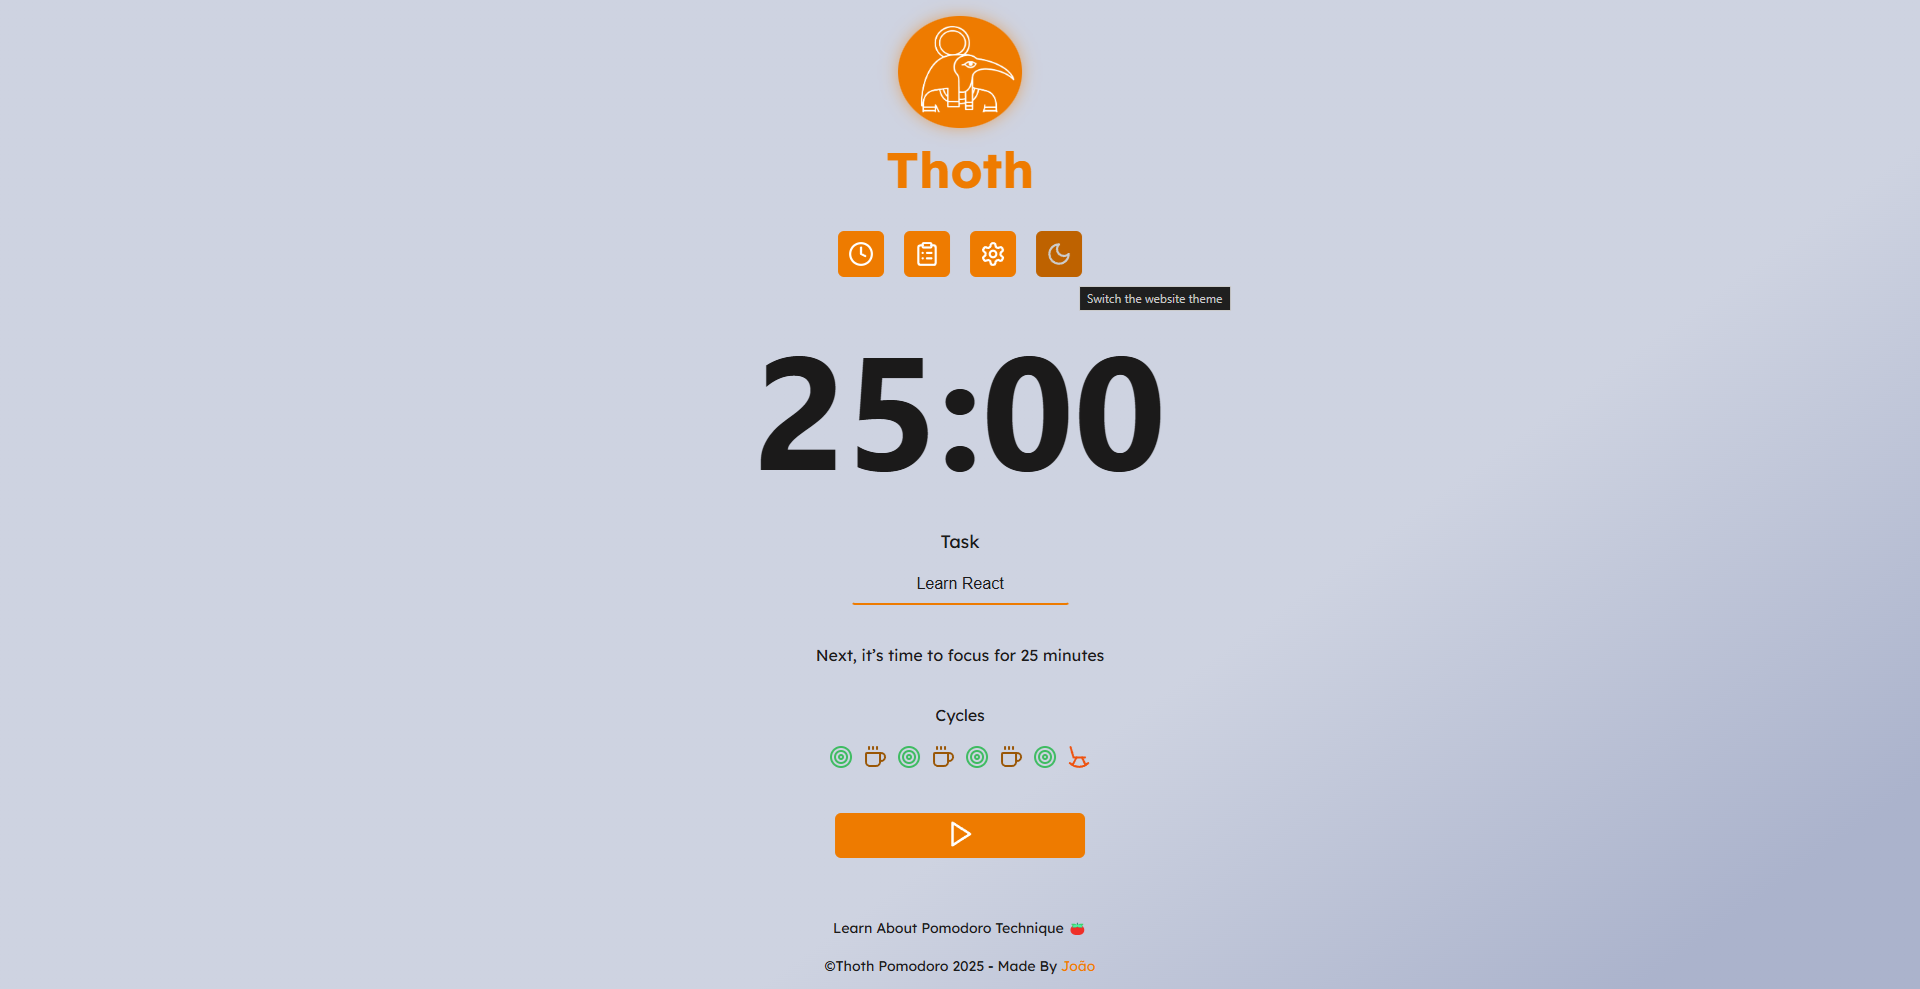 Thoth
Switch the website theme
25:00
Task
Learn React
Next, it’s time to focus for 25 minutes
Cycles
Learn About Pomodoro Technique 🍅
©Thoth Pomodoro 2025 - Made By João